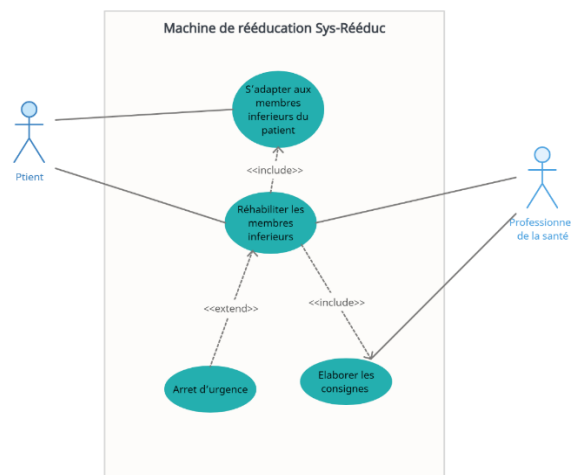 Machine de rééducation Sys-Rééduc
S'adapter aux
membres
inferieurs du
patient
Ptient
<<include>>
Réhabiliter les
membres
inferieurs
Professionne
de la santé
<<extend>>
<<include>>
Arret d'urgence
Elaborer les
consignes